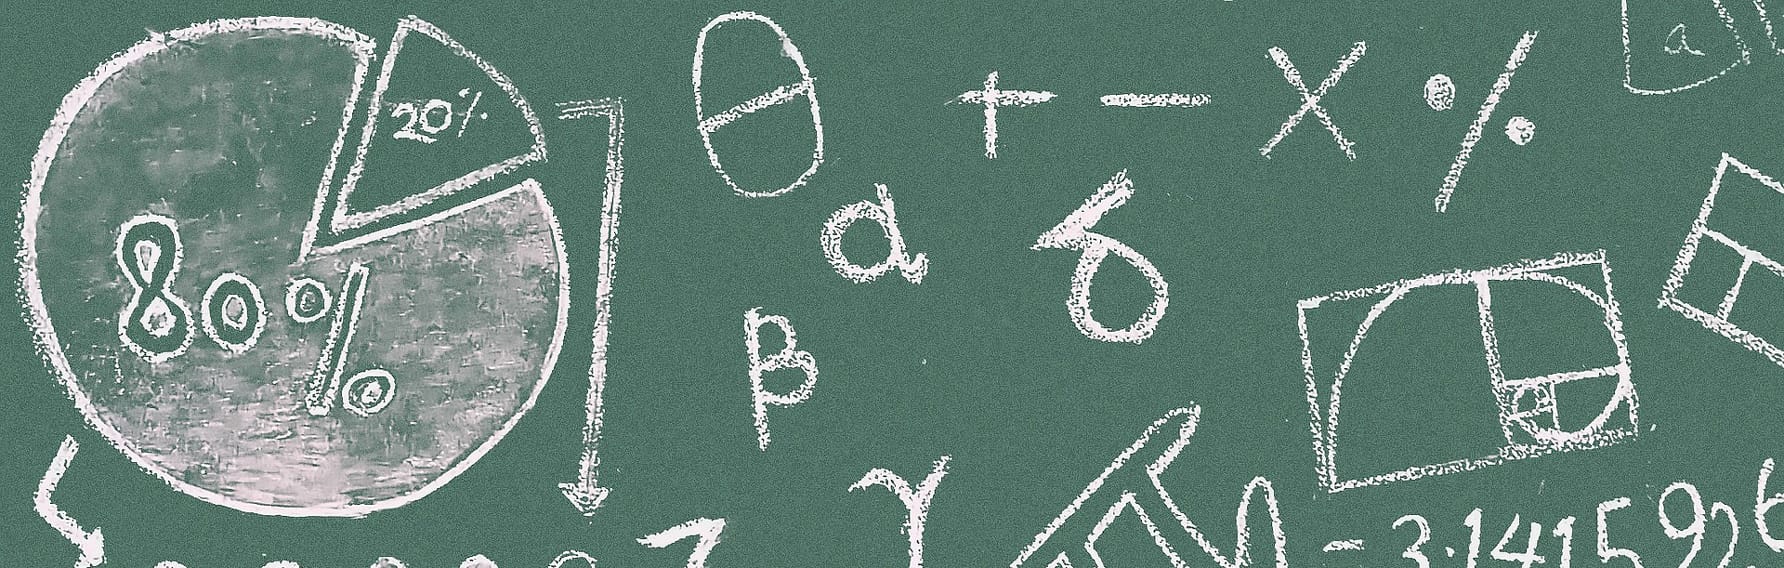 20%
80%
θ + − × %
α δ
β
γ
a
- 3.141592